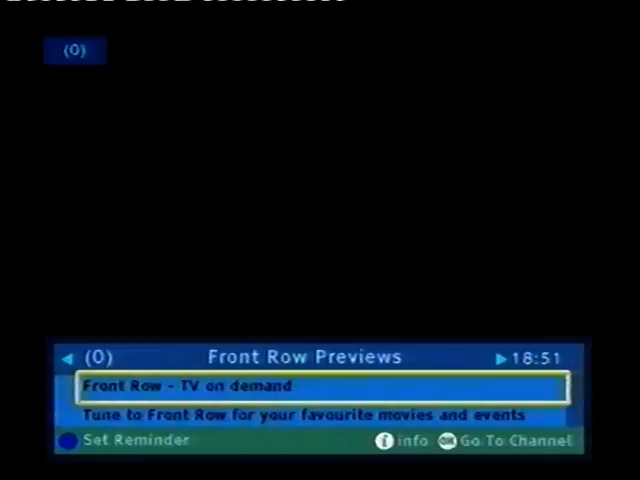 (0)
(0) Front Row Previews 18:51
Front Row - TV on demand
Tune to Front Row for your favourite movies and events
Set Reminder i info OK Go To Channel